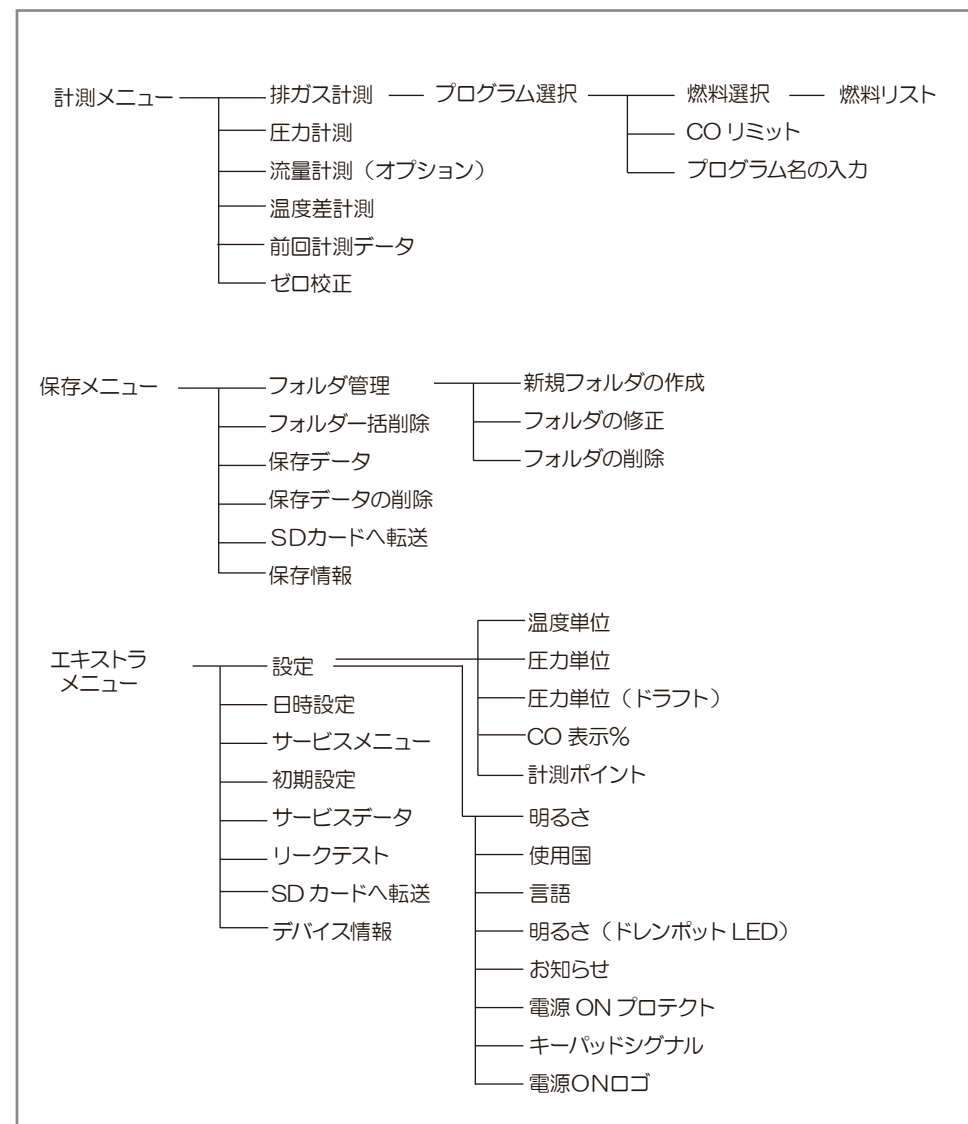 計測メニュー
排ガス計測
プログラム選択
燃料選択
燃料リスト
圧力計測
CO リミット
流量計測（オプション）
プログラム名の入力
温度差計測
前回計測データ
ゼロ校正
保存メニュー
フォルダ管理
新規フォルダの作成
フォルダ一括削除
フォルダの修正
保存データ
フォルダの削除
保存データの削除
SDカードへ転送
保存情報
エキストラ
メニュー
設定
温度単位
圧力単位
日時設定
圧力単位（ドラフト）
サービスメニュー
CO 表示%
初期設定
計測ポイント
サービスデータ
明るさ
リークテスト
使用国
SD カードへ転送
言語
デバイス情報
明るさ（ドレンポット LED）
お知らせ
電源 ON プロテクト
キーパッドシグナル
電源ONロゴ